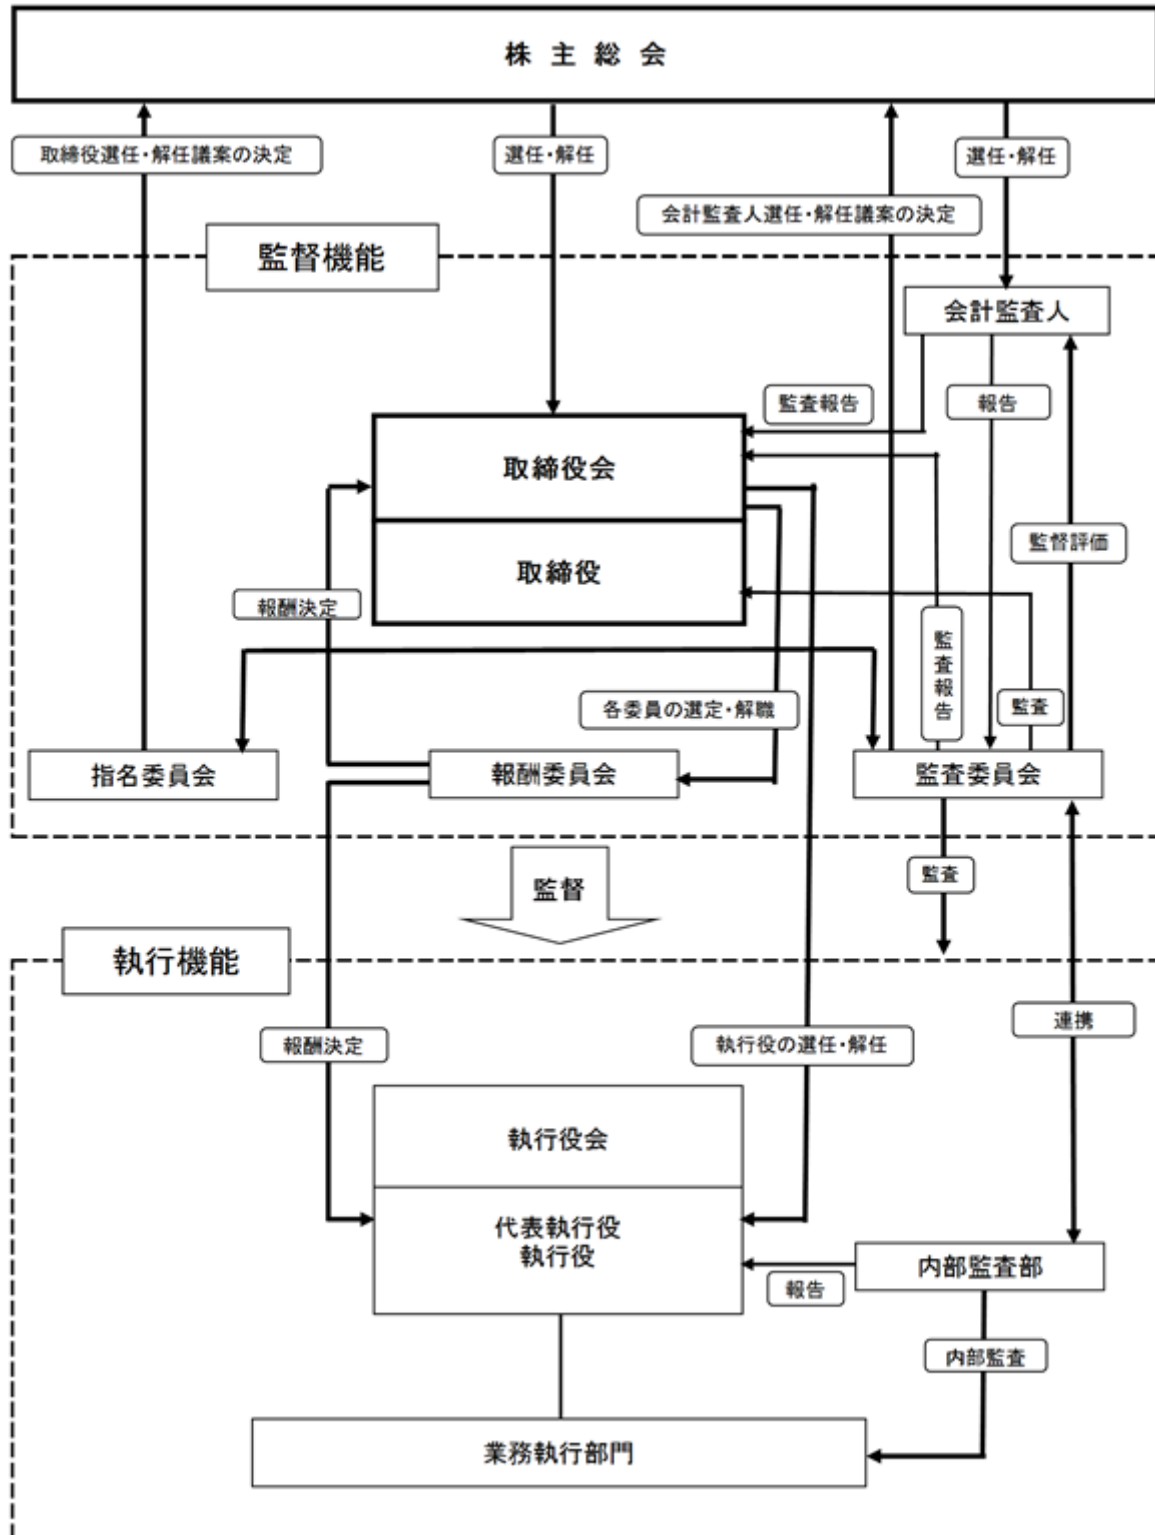 株主総会
取締役選任・解任議案の決定
選任・解任
選任・解任
会計監査人選任・解任議案の決定
監督機能
会計監査人
監査報告
報告
取締役会
監督評価
取締役
報酬決定
監査報告
各委員の選定・解職
監査
指名委員会
報酬委員会
監査委員会
監督
監査
執行機能
連携
報酬決定
執行役の選任・解任
執行役会
代表執行役
執行役
内部監査部
報告
内部監査
業務執行部門